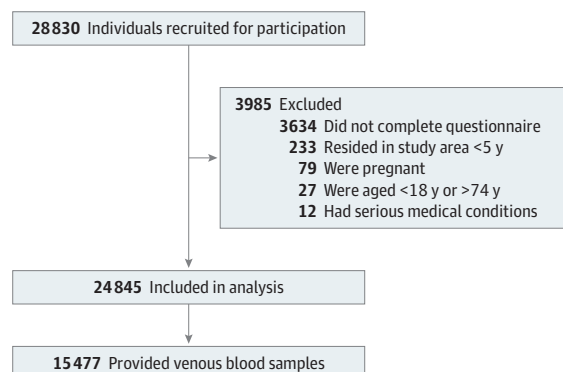 28830 Individuals recruited for participation
3985 Excluded
3634 Did not complete questionnaire
233 Resided in study area <5 y
79 Were pregnant
27 Were aged <18 y or >74 y
12 Had serious medical conditions
24845 Included in analysis
15477 Provided venous blood samples